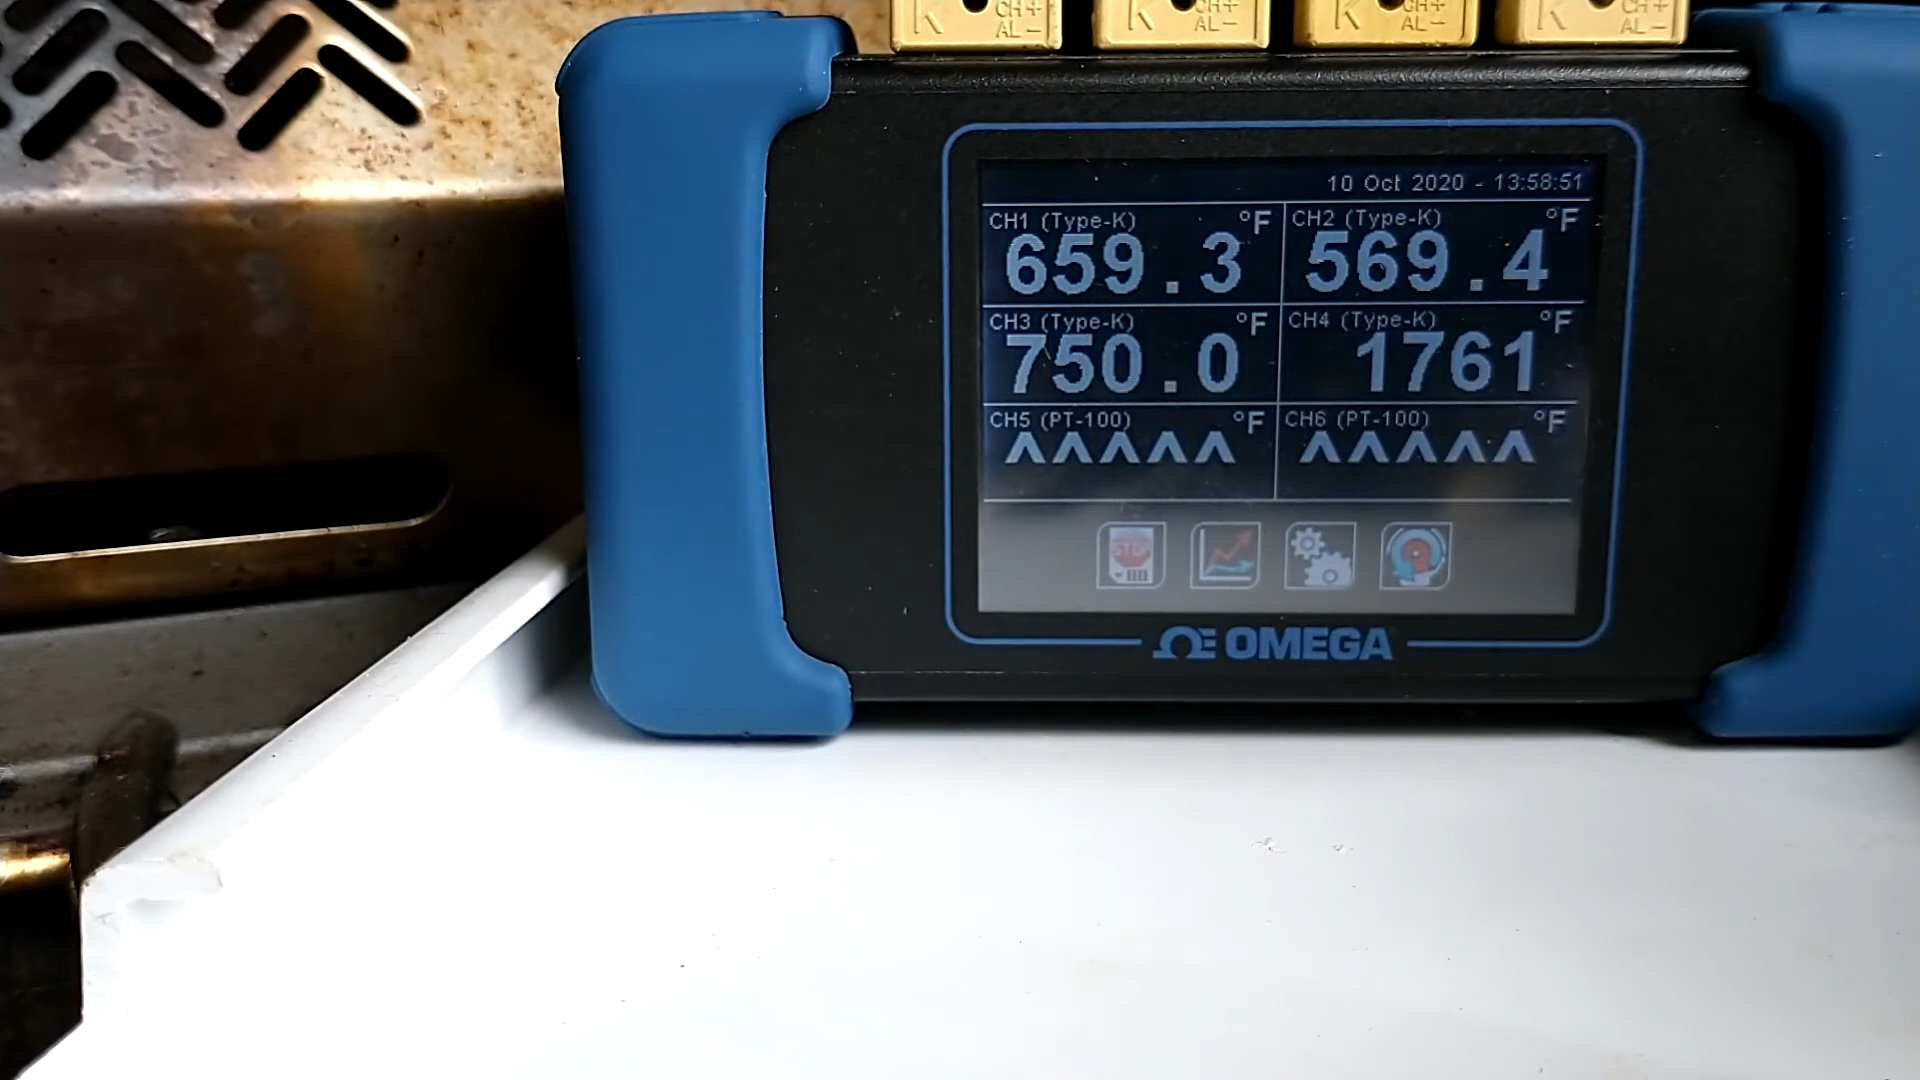 K CH+ AL- K CH+ AL- K CH+ AL- K CH+ AL-
10 Oct 2020 - 13:58:51
CH1 (Type-K) °F CH2 (Type-K) °F
659.3 569.4
CH3 (Type-K) °F CH4 (Type-K) °F
750.0 1761
CH5 (PT-100) °F CH6 (PT-100) °F
^^^^^ ^^^^^
STOP
ΩE OMEGA